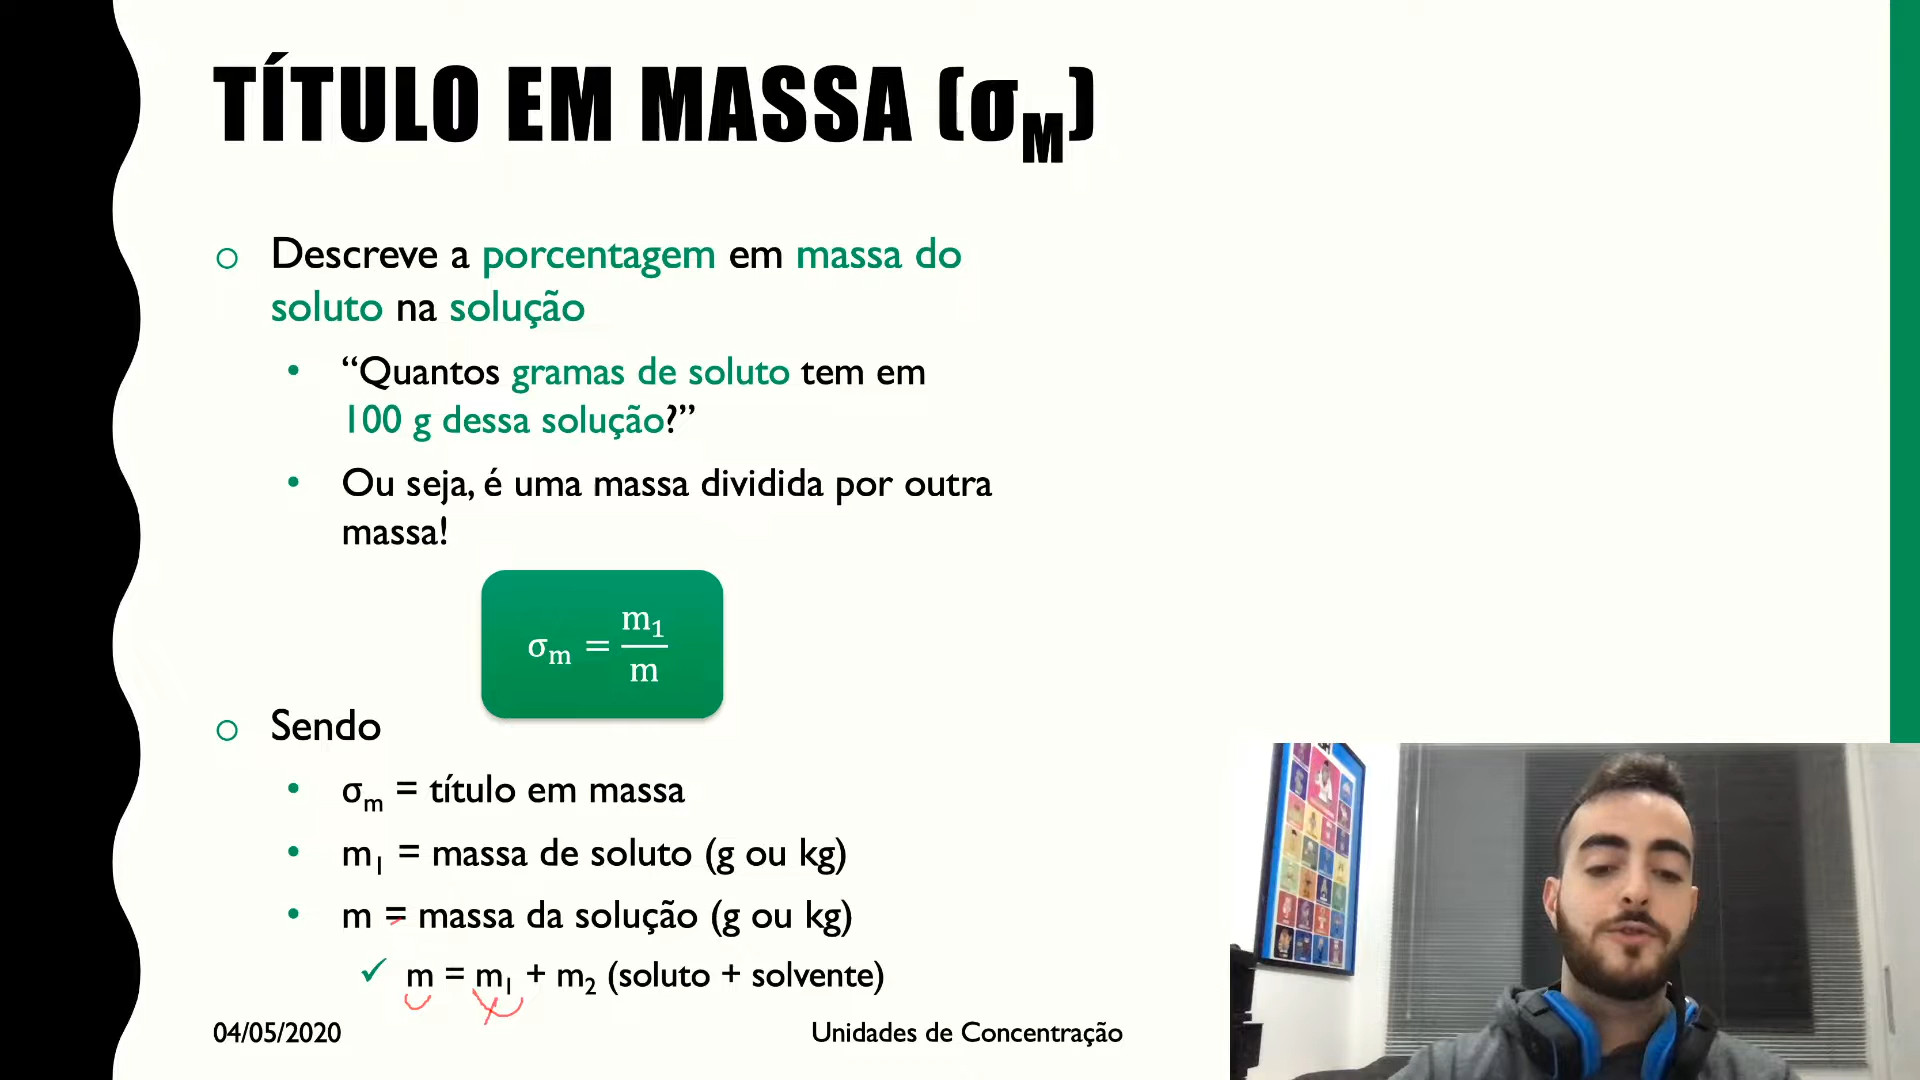 TÍTULO EM MASSA (σM)
Descreve a porcentagem em massa do
soluto na solução
“Quantos gramas de soluto tem em
100 g dessa solução?”
Ou seja, é uma massa dividida por outra
massa!
σm = m1/m
Sendo
σm = título em massa
m1 = massa de soluto (g ou kg)
m = massa da solução (g ou kg)
✓ m = m1 + m2 (soluto + solvente)
04/05/2020 Unidades de Concentração